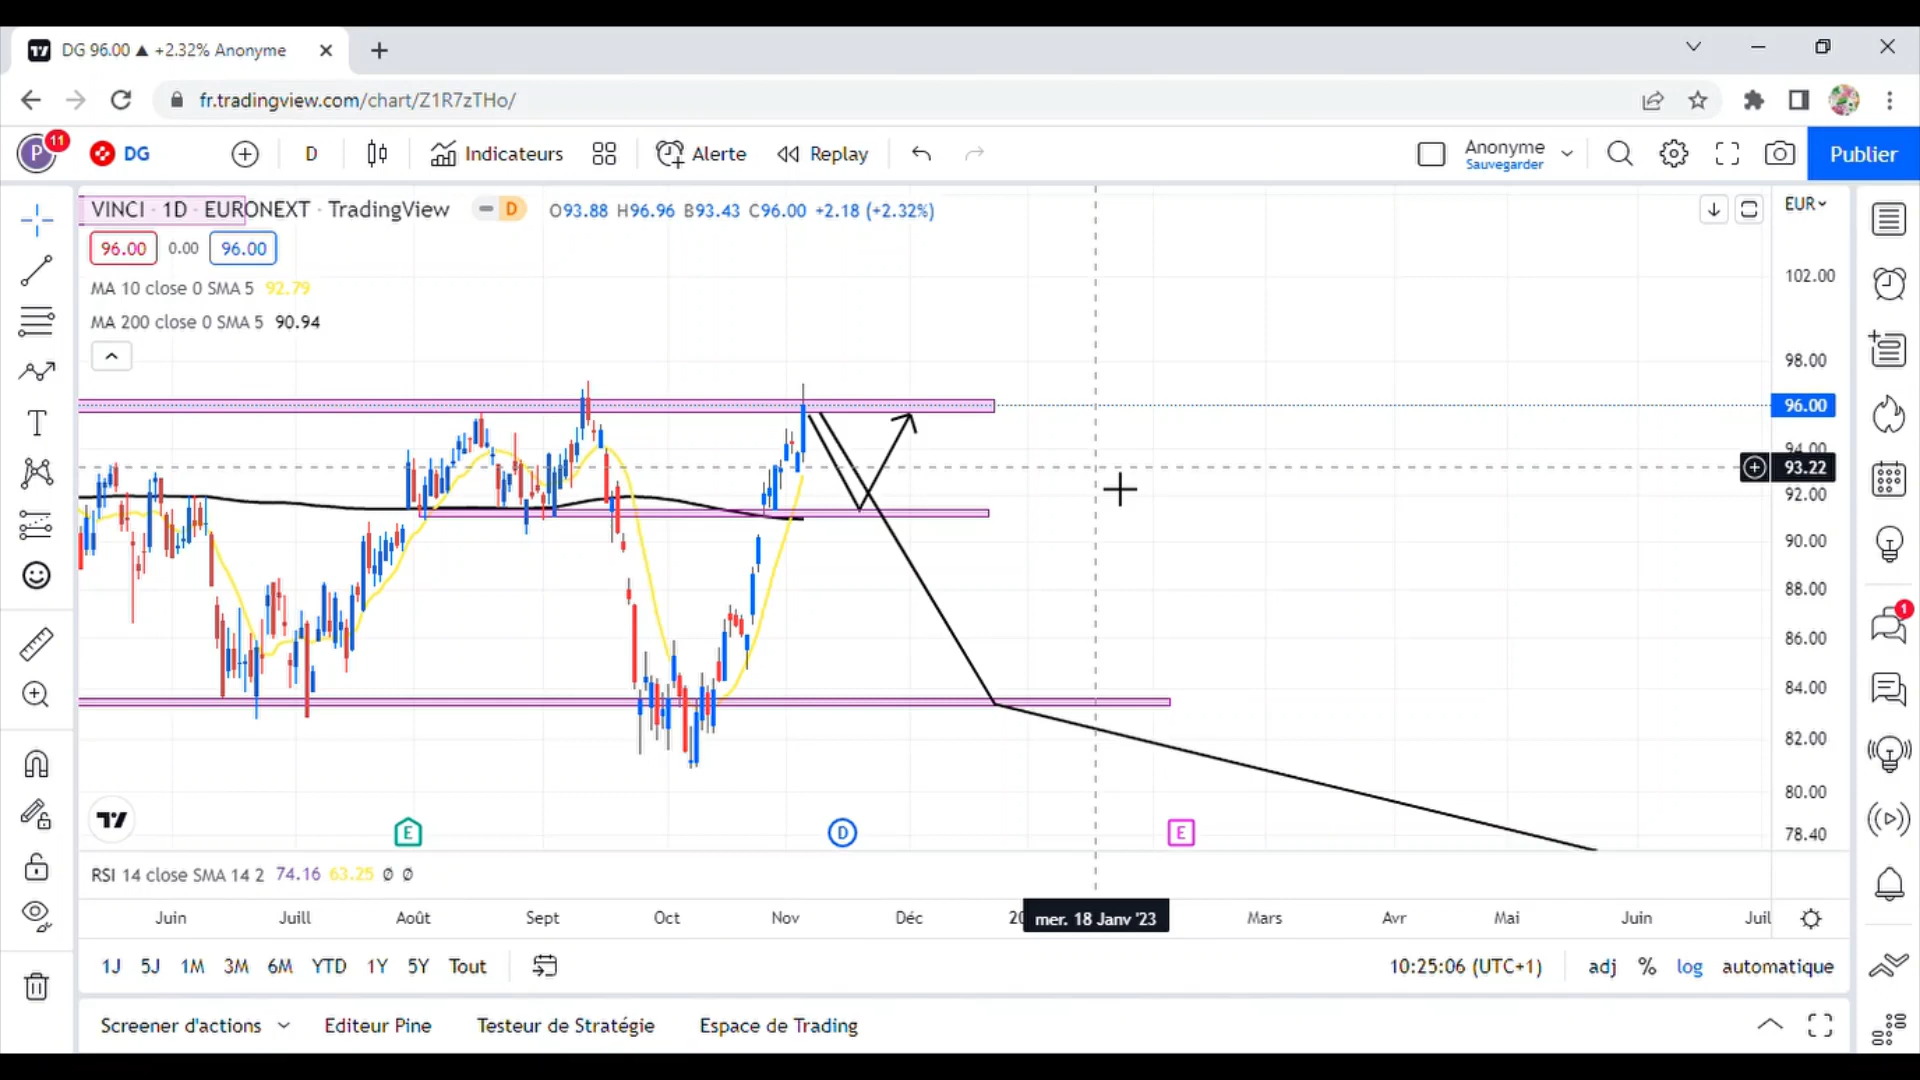 DG 96.00 ▲ +2.32% Anonyme
fr.tradingview.com/chart/Z1R7zTHo/
P 11 DG D Indicateurs Alerte Replay Anonyme Publier
Sauvegarder
VINCI · 1D · EURONEXT · TradingView D O93.88 H96.96 B93.43 C96.00 +2.18 (+2.32%) EUR
96.00 0.00 96.00
MA 10 close 0 SMA 5 92.79
MA 200 close 0 SMA 5 90.94
102.00
98.00
96.00
94.00
93.22
92.00
90.00
88.00
86.00
84.00
82.00
80.00
78.40
E D E
1
RSI 14 close SMA 14 2 74.16 63.25 Ø Ø
Juin Juill Août Sept Oct Nov Déc 20 mer. 18 Janv '23 Mars Avr Mai Juin Juil
1J 5J 1M 3M 6M YTD 1Y 5Y Tout 10:25:06 (UTC+1) adj % log automatique
Screener d'actions Editeur Pine Testeur de Stratégie Espace de Trading